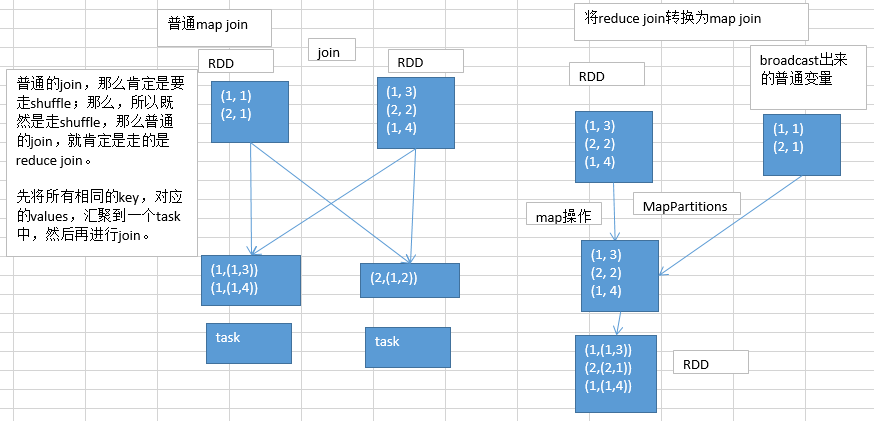 普通map join
join
RDD
RDD
普通的join，那么肯定是要
走shuffle；那么，所以既
然是走shuffle，那么普通
的join，就肯定是走的是
reduce join。
先将所有相同的key，对应
的values，汇聚到一个task
中，然后再进行join。
(1, 1)
(2, 1)
(1, 3)
(2, 2)
(1, 4)
(1,(1,3))
(1,(1,4))
(2,(1,2))
task
task
将reduce join转换为map join
RDD
broadcast出来
的普通变量
(1, 3)
(2, 2)
(1, 4)
(1, 1)
(2, 1)
map操作
MapPartitions
(1, 3)
(2, 2)
(1, 4)
(1,(1,3))
(2,(2,1))
(1,(1,4))
RDD